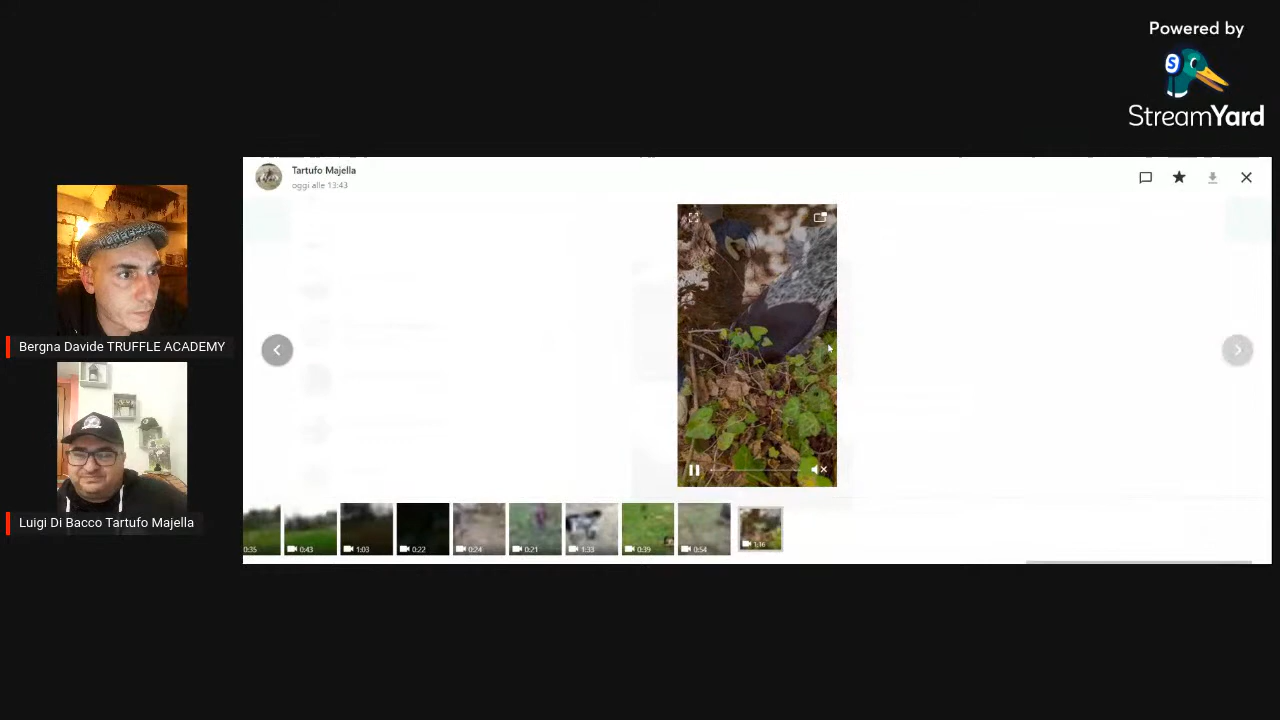 Powered by
StreamYard
Tartufo Majella
oggi alle 13:43
Bergna Davide TRUFFLE ACADEMY
Luigi Di Bacco Tartufo Majella
0:35
0:43
1:03
0:22
0:24
0:21
1:33
0:39
0:54
1:16